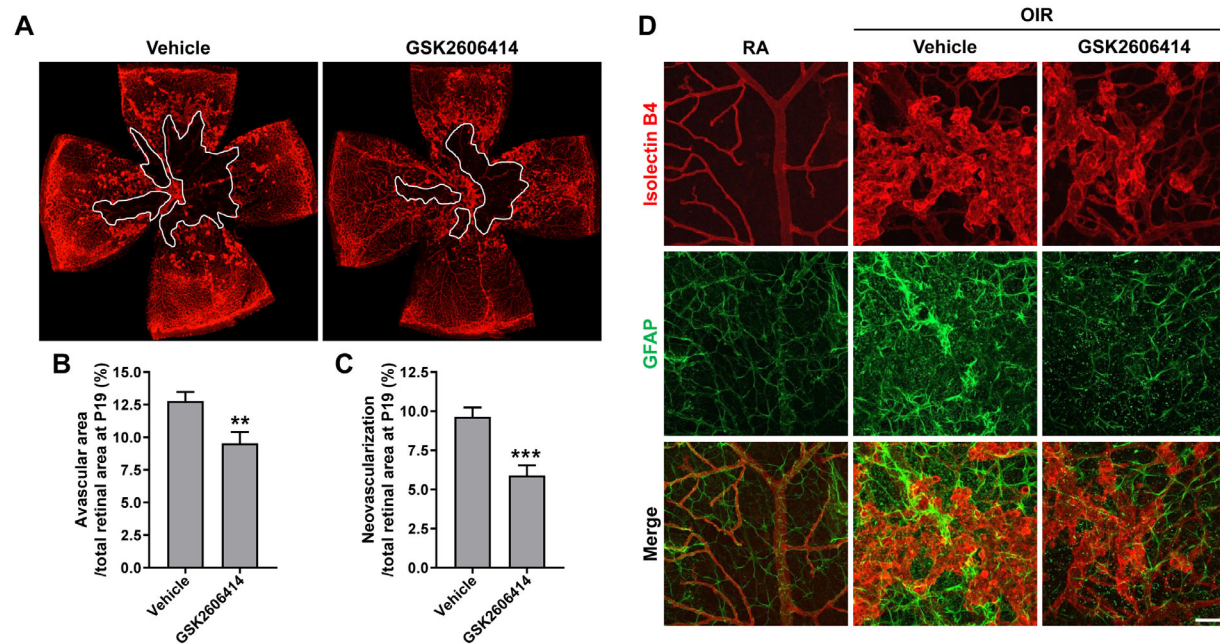 A
Vehicle
GSK2606414
B
Avascular area
/total retinal area at P19 (%)
15.0
12.5
10.0
7.5
5.0
2.5
0.0
**
Vehicle
GSK2606414
C
Neovascularization
/total retinal area at P19 (%)
12.5
10.0
7.5
5.0
2.5
0.0
***
Vehicle
GSK2606414
D
OIR
RA
Vehicle
GSK2606414
Isolectin B4
GFAP
Merge